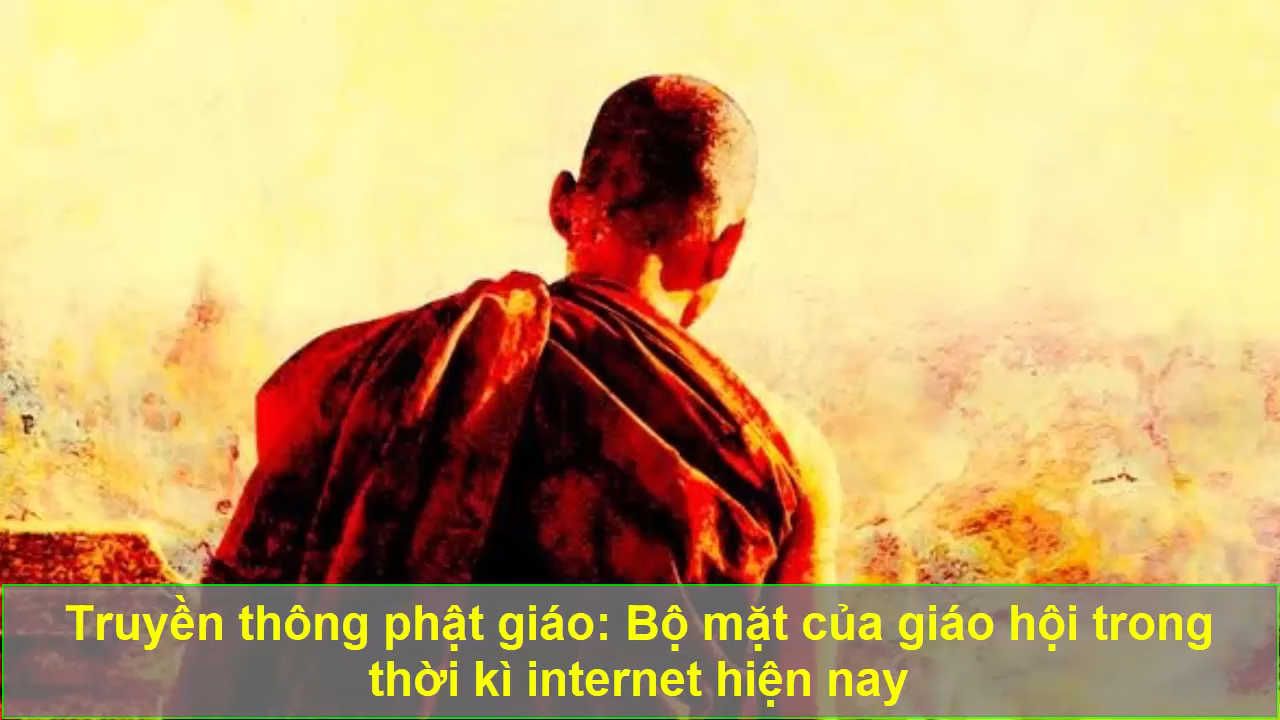 Truyền thông phật giáo: Bộ mặt của giáo hội trong
thời kì internet hiện nay